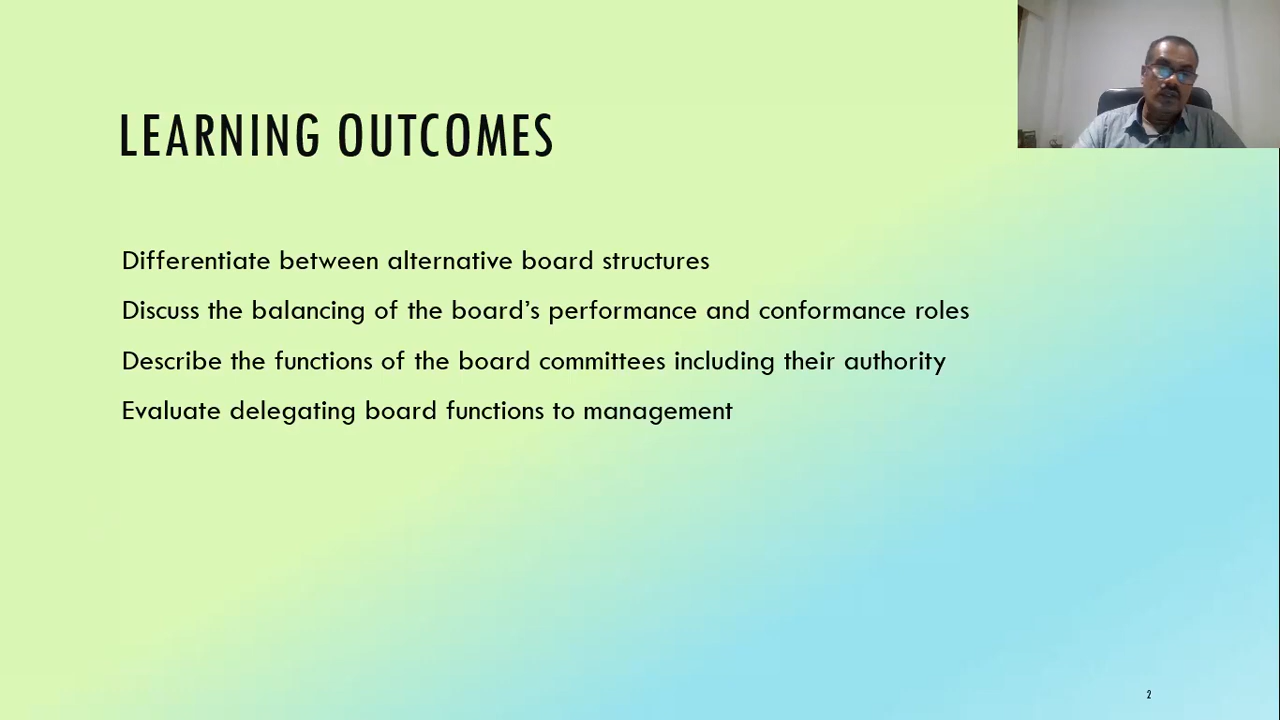 LEARNING OUTCOMES
Differentiate between alternative board structures
Discuss the balancing of the board’s performance and conformance roles
Describe the functions of the board committees including their authority
Evaluate delegating board functions to management
2